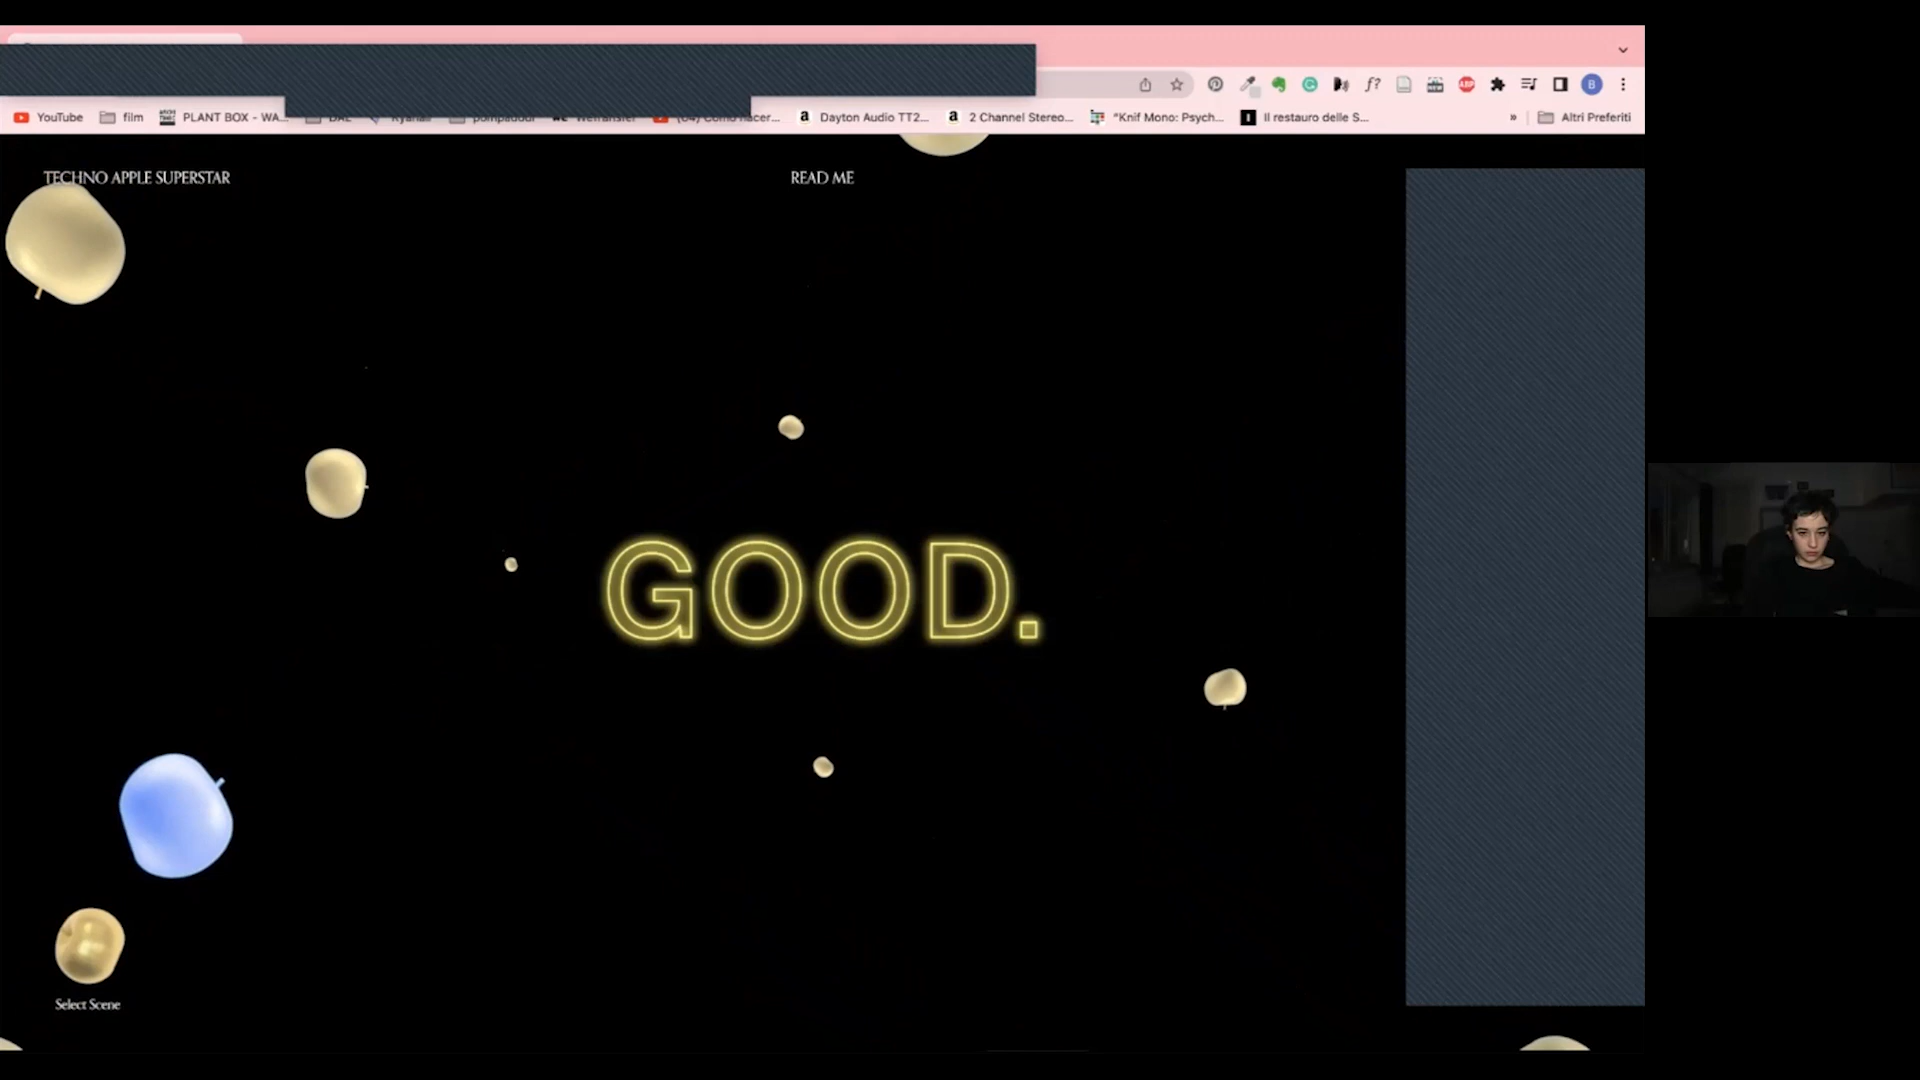 YouTube film PLANT BOX - WA... Dayton Audio TT2... 2 Channel Stereo... "Knif Mono: Psych... Il restauro delle S... » Altri Preferiti
TECHNO APPLE SUPERSTAR READ ME
GOOD.
Select Scene